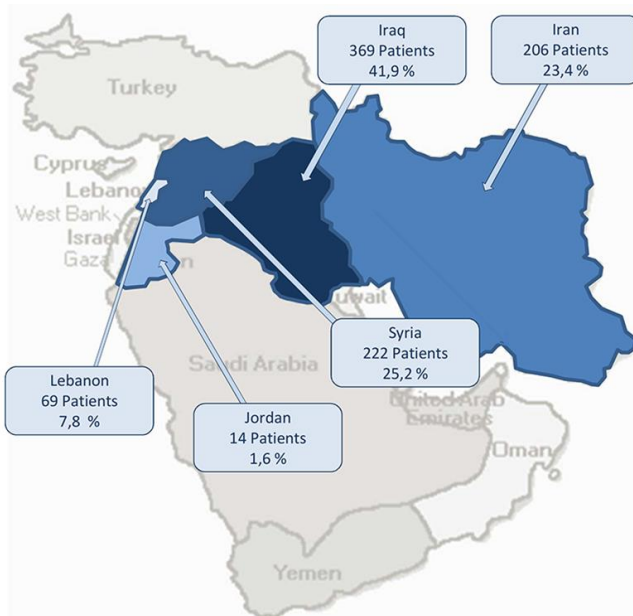 Iraq
369 Patients
41,9 %
Iran
206 Patients
23,4 %
Turkey
Cyprus
Lebanon
West Bank
Israel
Gaza
Kuwait
Syria
222 Patients
25,2 %
Saudi Arabia
Lebanon
69 Patients
7,8 %
Jordan
14 Patients
1,6 %
United Arab
Emirates
Oman
Yemen